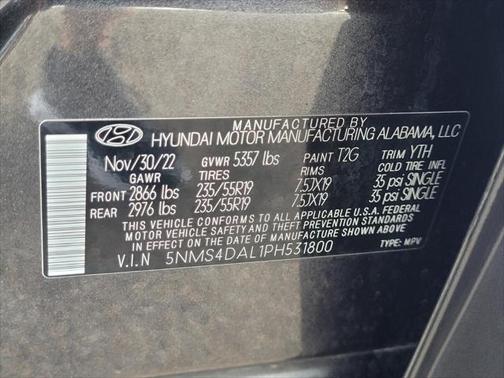 MANUFACTURED BY
HYUNDAI MOTOR MANUFACTURING ALABAMA, LLC
Nov/30/22 GVWR 5357 lbs PAINT T2G TRIM YTH
GAWR TIRES RIMS COLD TIRE INFL
FRONT 2866 lbs 235/55R19 7.5JX19 35 psi SINGLE
REAR 2976 lbs 235/55R19 7.5JX19 35 psi SINGLE
THIS VEHICLE CONFORMS TO ALL APPLICABLE U.S.A. FEDERAL
MOTOR VEHICLE SAFETY AND THEFT PREVENTION STANDARDS
IN EFFECT ON THE DATE OF MANUFACTURE SHOWN ABOVE.
V.I.N 5NMS4DAL1PH531800 TYPE: MPV